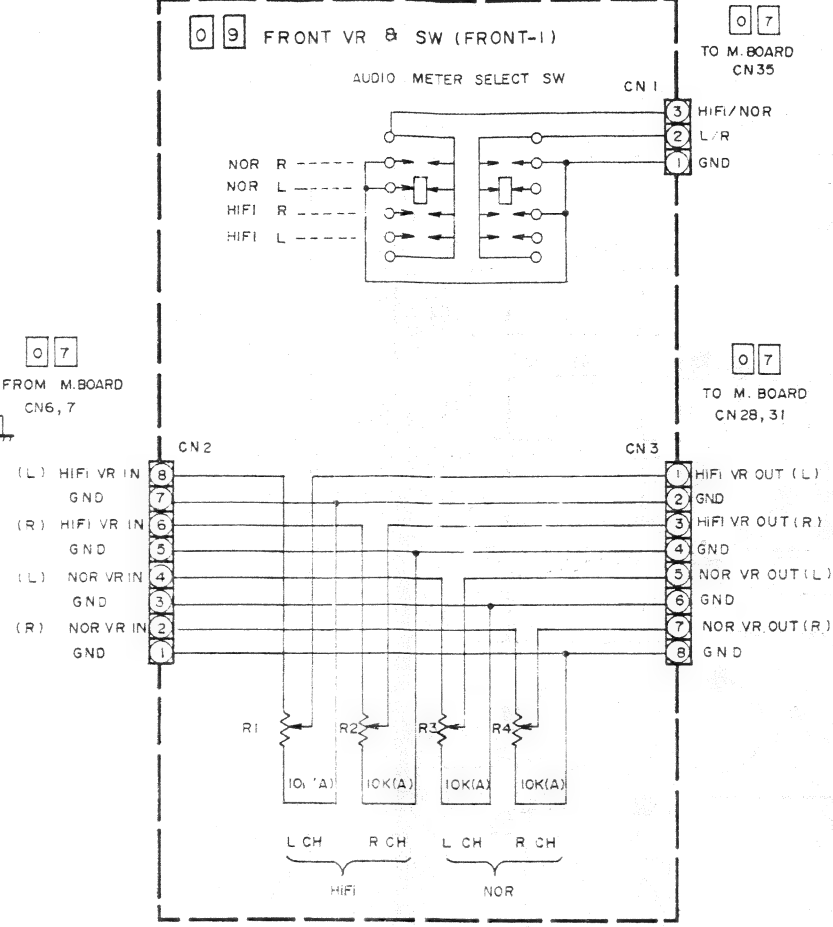 0 9 FRONT VR & SW (FRONT-1)
0 7
TO M.BOARD
CN35
AUDIO METER SELECT SW
CN1
3 HiFi/NOR
2 L/R
1 GND
NOR R
NOR L
HIFI R
HIFI L
0 7
FROM M.BOARD
CN6,7
0 7
TO M. BOARD
CN28,31
CN2
CN3
(L) HiFi VR IN 8
GND 7
(R) HIFI VR IN 6
GND 5
(L) NOR VR IN 4
GND 3
(R) NOR VR IN 2
GND 1
1 HIFI VR OUT (L)
2 GND
3 HiFI VR OUT (R)
4 GND
5 NOR VR OUT (L)
6 GND
7 NOR VR OUT (R)
8 GND
R1 R2 R3 R4
10K(A) 10K(A) 10K(A)
L CH R CH L CH R CH
HiFi NOR